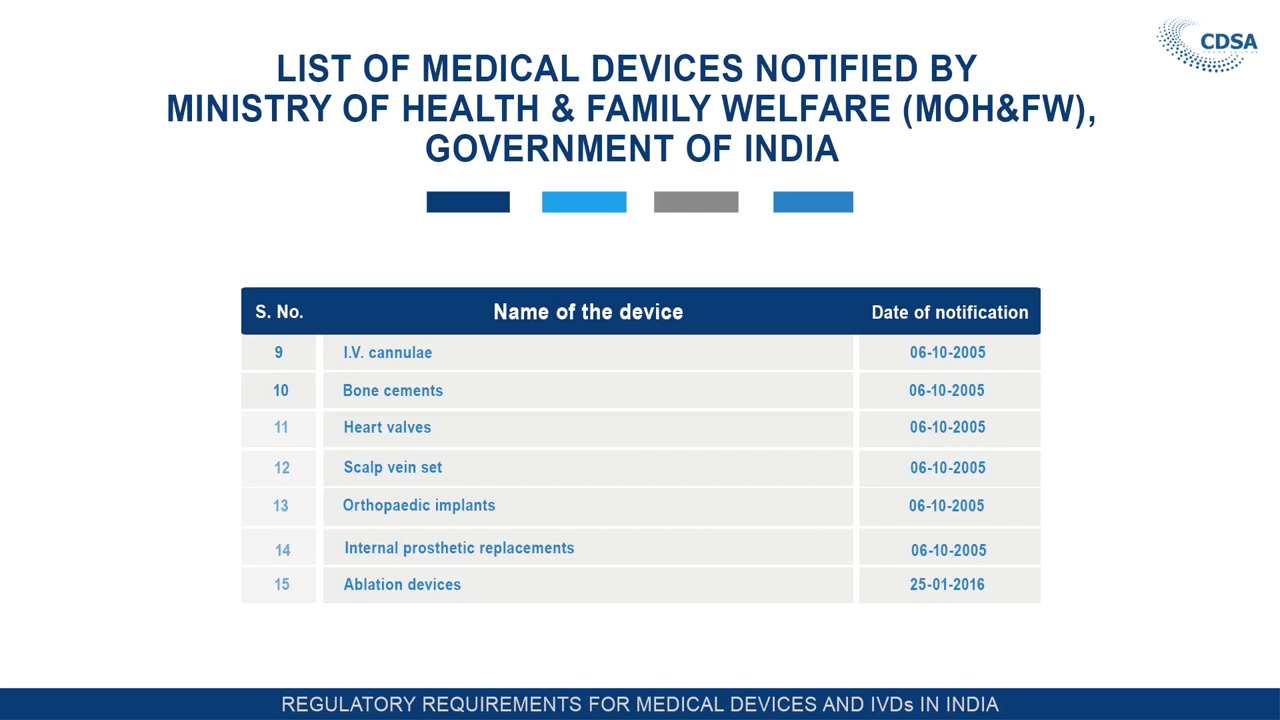 CDSA
LIST OF MEDICAL DEVICES NOTIFIED BY
MINISTRY OF HEALTH & FAMILY WELFARE (MOH&FW),
GOVERNMENT OF INDIA
S. No. Name of the device Date of notification
9 I.V. cannulae 06-10-2005
10 Bone cements 06-10-2005
11 Heart valves 06-10-2005
12 Scalp vein set 06-10-2005
13 Orthopaedic implants 06-10-2005
14 Internal prosthetic replacements 06-10-2005
15 Ablation devices 25-01-2016
REGULATORY REQUIREMENTS FOR MEDICAL DEVICES AND IVDs IN INDIA